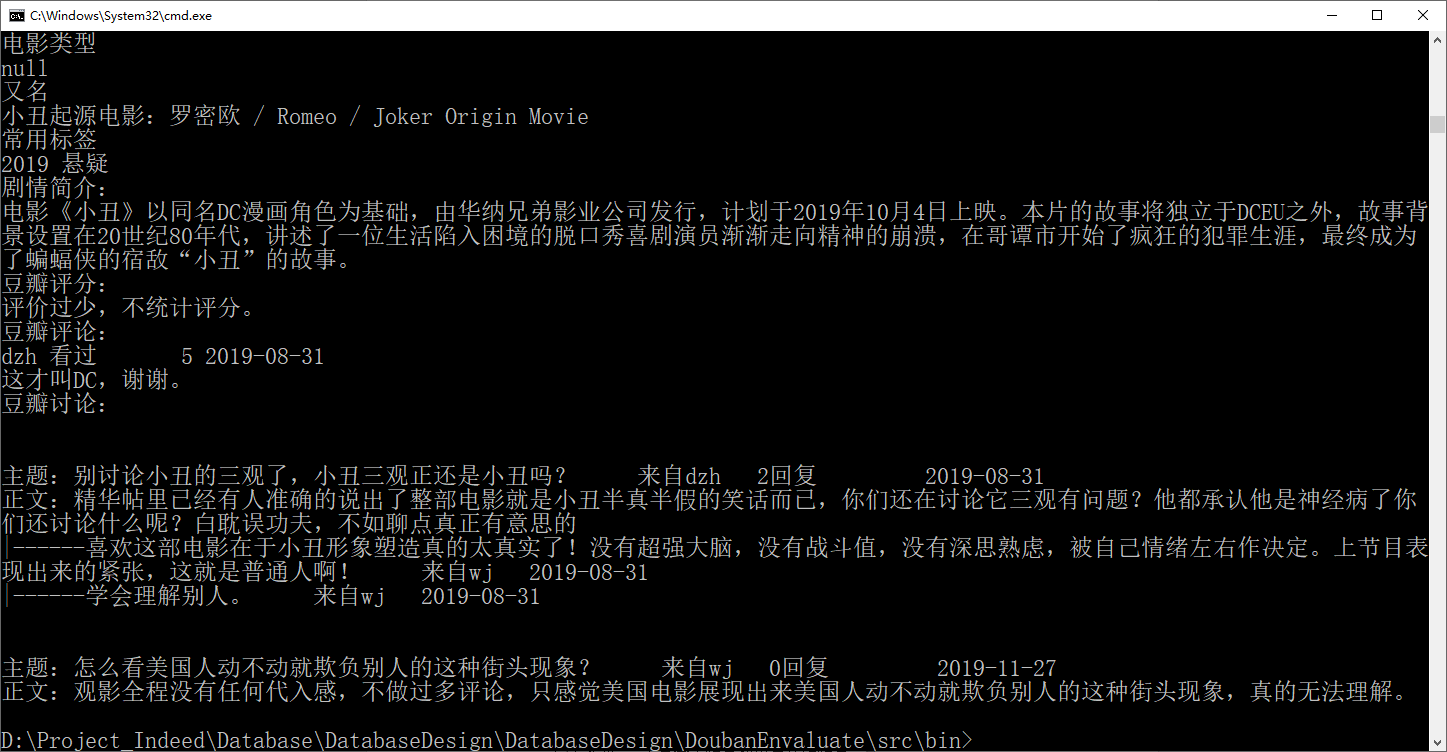 C:\Windows\System32\cmd.exe
电影类型
null
又名
小丑起源电影：罗密欧 / Romeo / Joker Origin Movie
常用标签
2019 悬疑
剧情简介：
电影《小丑》以同名DC漫画角色为基础，由华纳兄弟影业公司发行，计划于2019年10月4日上映。本片的故事将独立于DCEU之外，故事背
景设置在20世纪80年代，讲述了一位生活陷入困境的脱口秀喜剧演员渐渐走向精神的崩溃，在哥谭市开始了疯狂的犯罪生涯，最终成为
了蝙蝠侠的宿敌“小丑”的故事。
豆瓣评分：
评价过少，不统计评分。
豆瓣评论：
dzh 看过       5 2019-08-31
这才叫DC，谢谢。
豆瓣讨论：
主题：别讨论小丑的三观了，小丑三观正还是小丑吗？     来自dzh   2回复         2019-08-31
正文：精华帖里已经有人准确的说出了整部电影就是小丑半真半假的笑话而已，你们还在讨论它三观有问题？他都承认他是神经病了你
们还讨论什么呢？白耽误功夫，不如聊点真正有意思的
|------喜欢这部电影在于小丑形象塑造真的太真实了！没有超强大脑，没有战斗值，没有深思熟虑，被自己情绪左右作决定。上节目表
现出来的紧张，这就是普通人啊！     来自wj   2019-08-31
|------学会理解别人。     来自wj   2019-08-31
主题：怎么看美国人动不动就欺负别人的这种街头现象？     来自wj   0回复         2019-11-27
正文：观影全程没有任何代入感，不做过多评论，只感觉美国电影展现出来美国人动不动就欺负别人的这种街头现象，真的无法理解。
D:\Project_Indeed\Database\DatabaseDesign\DatabaseDesign\DoubanEnvaluate\src\bin>